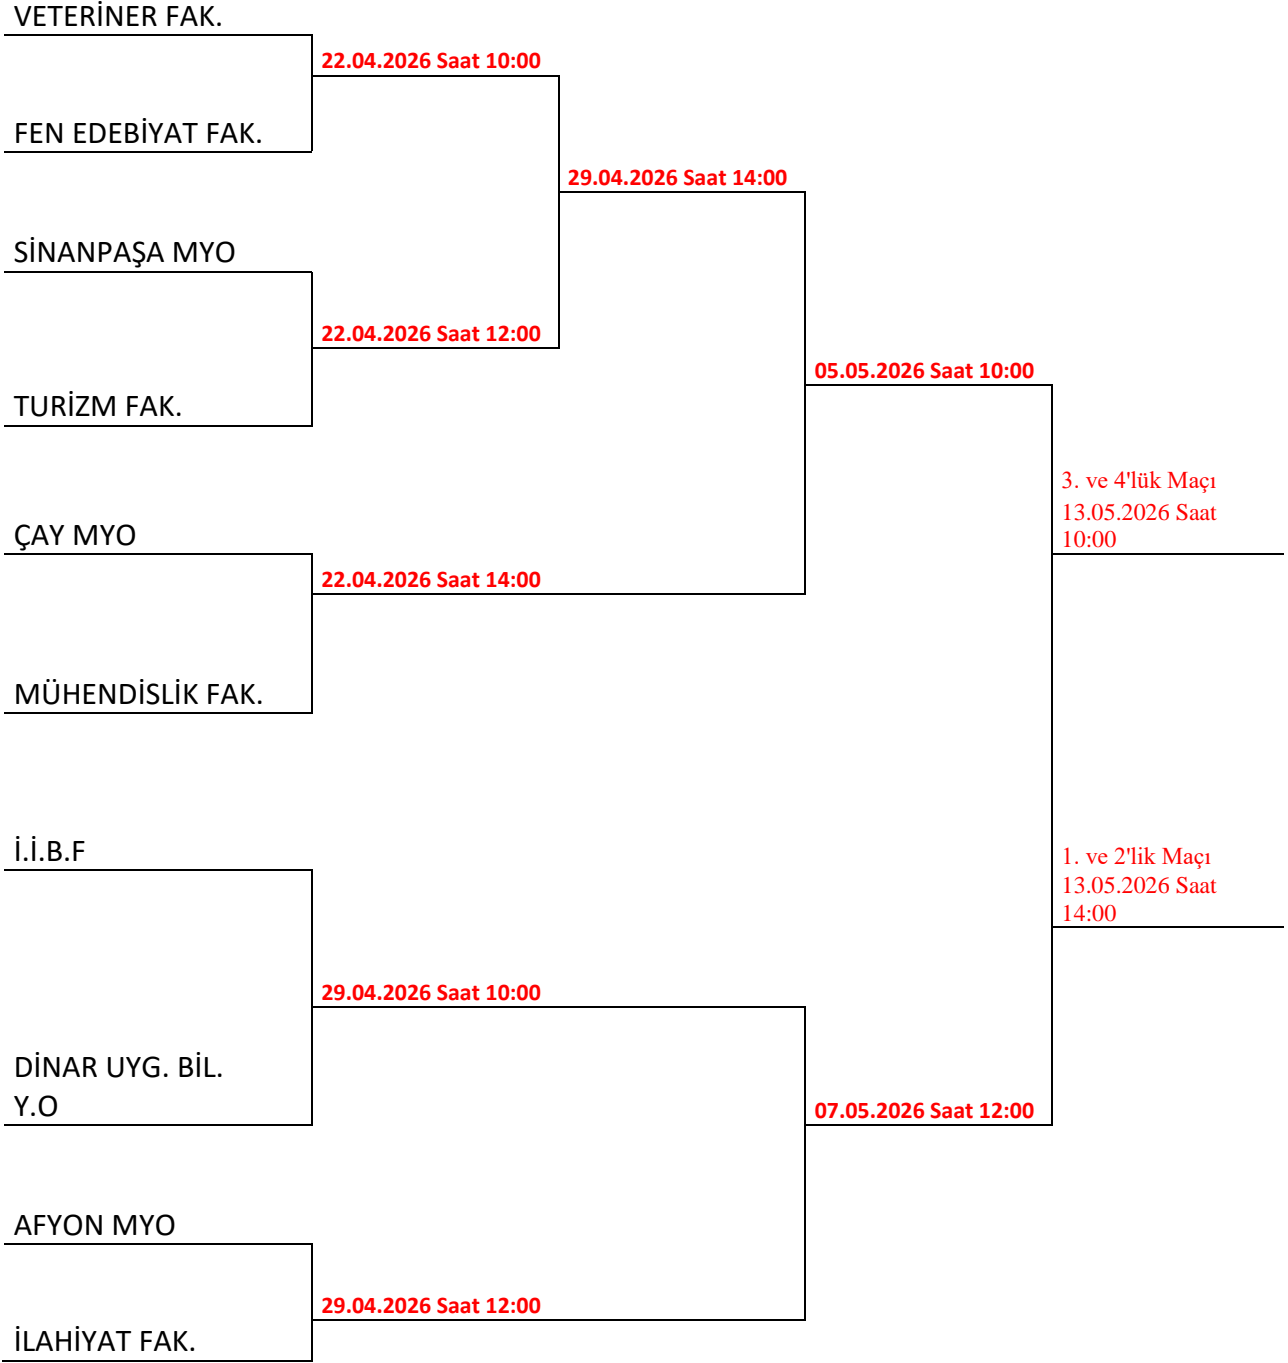 VETERİNER FAK.
22.04.2026 Saat 10:00
FEN EDEBİYAT FAK.
29.04.2026 Saat 14:00
SİNANPAŞA MYO
22.04.2026 Saat 12:00
05.05.2026 Saat 10:00
TURİZM FAK.
3. ve 4'lük Maçı
13.05.2026 Saat
10:00
ÇAY MYO
22.04.2026 Saat 14:00
MÜHENDİSLİK FAK.
İ.İ.B.F
1. ve 2'lik Maçı
13.05.2026 Saat
14:00
29.04.2026 Saat 10:00
DİNAR UYG. BİL.
Y.O
07.05.2026 Saat 12:00
AFYON MYO
29.04.2026 Saat 12:00
İLAHİYAT FAK.